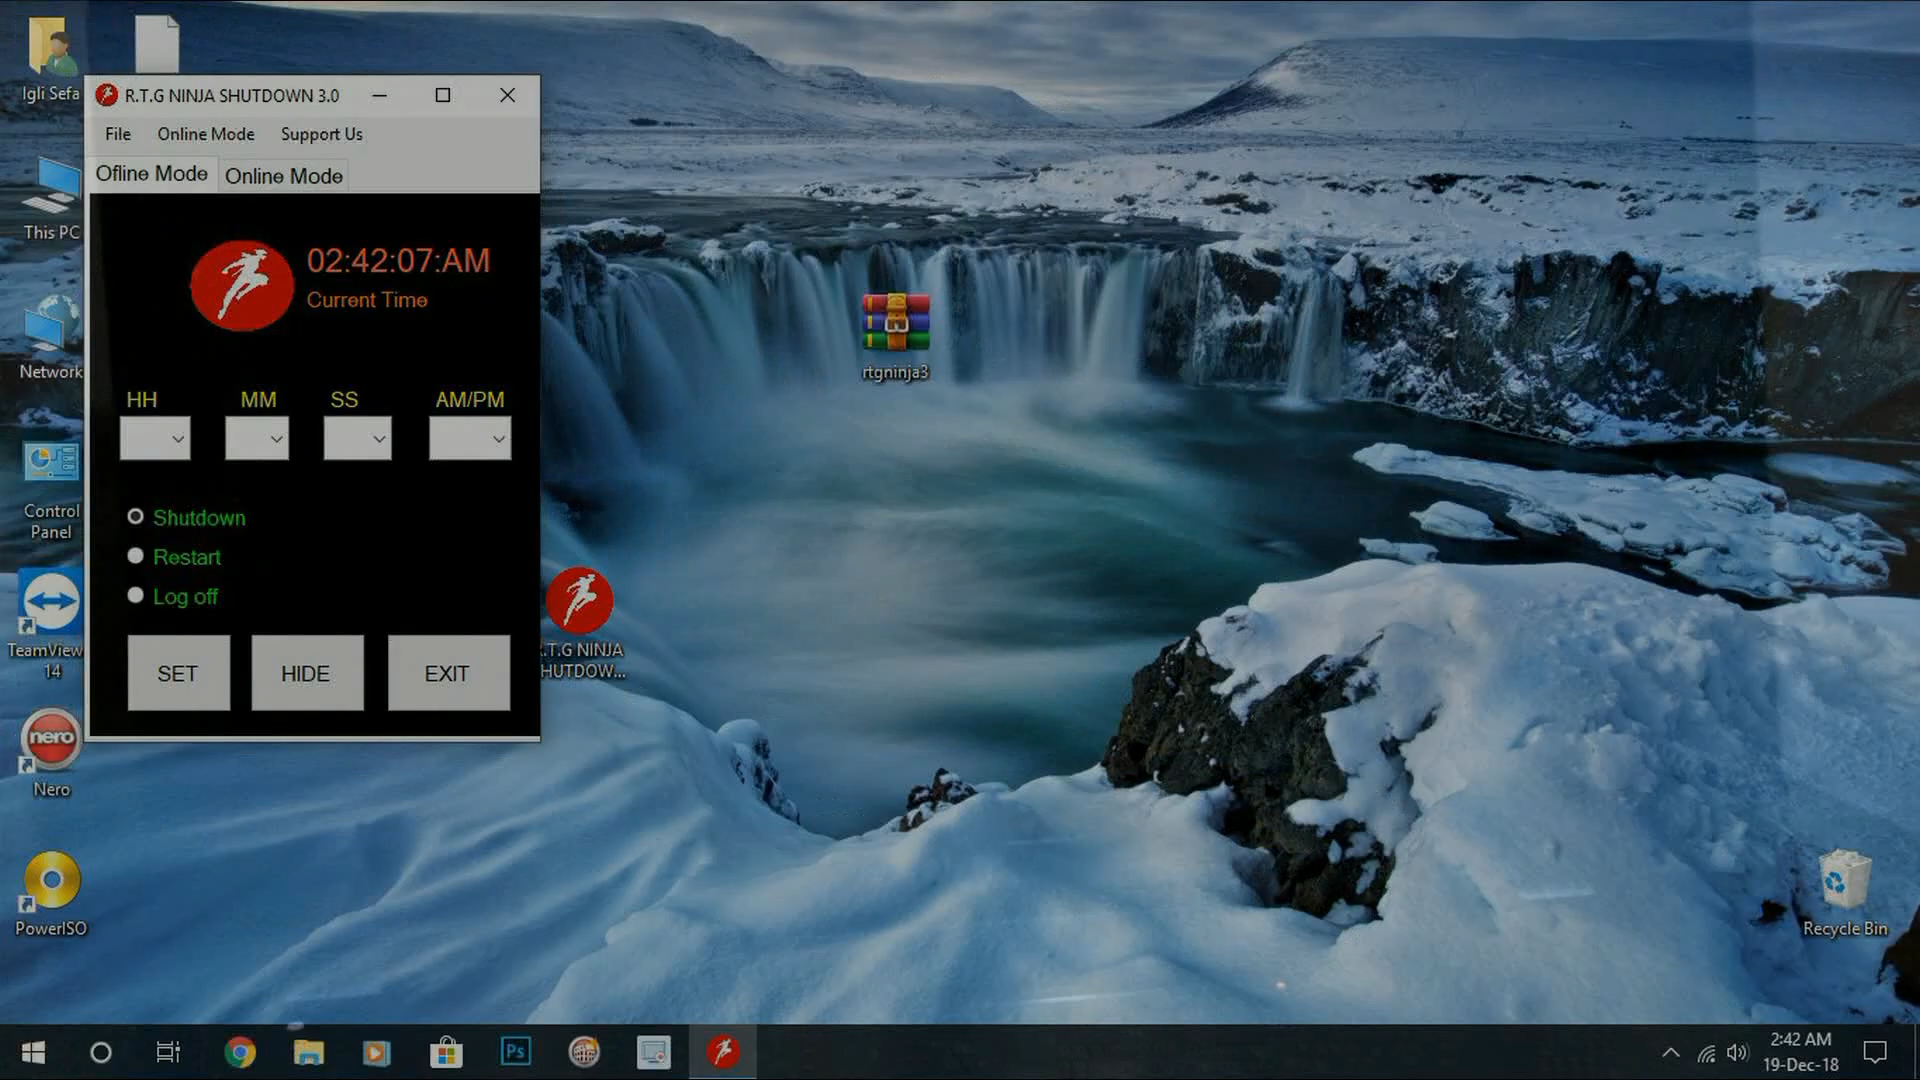 Igli Sefa
R.T.G NINJA SHUTDOWN 3.0
File Online Mode Support Us
Ofline Mode Online Mode
This PC
02:42:07:AM
Current Time
Network
rtgninja3
HH MM SS AM/PM
Control
Panel
Shutdown
Restart
Log off
TeamView
14
.T.G NINJA
HUTDOW...
SET HIDE EXIT
nero
Nero
PowerISO
Recycle Bin
Ps
2:42 AM
19-Dec-18